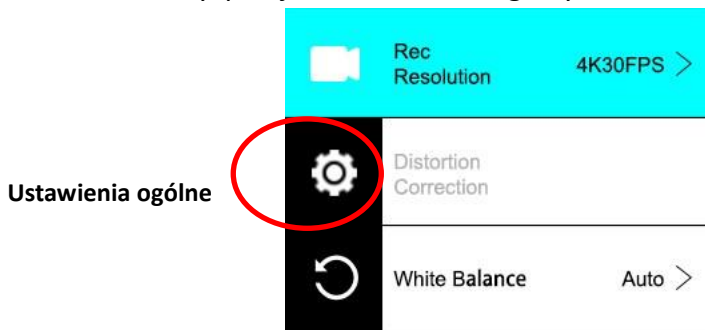 Rec
Resolution
4K30FPS >
Distortion
Correction
Ustawienia ogólne
White Balance
Auto >